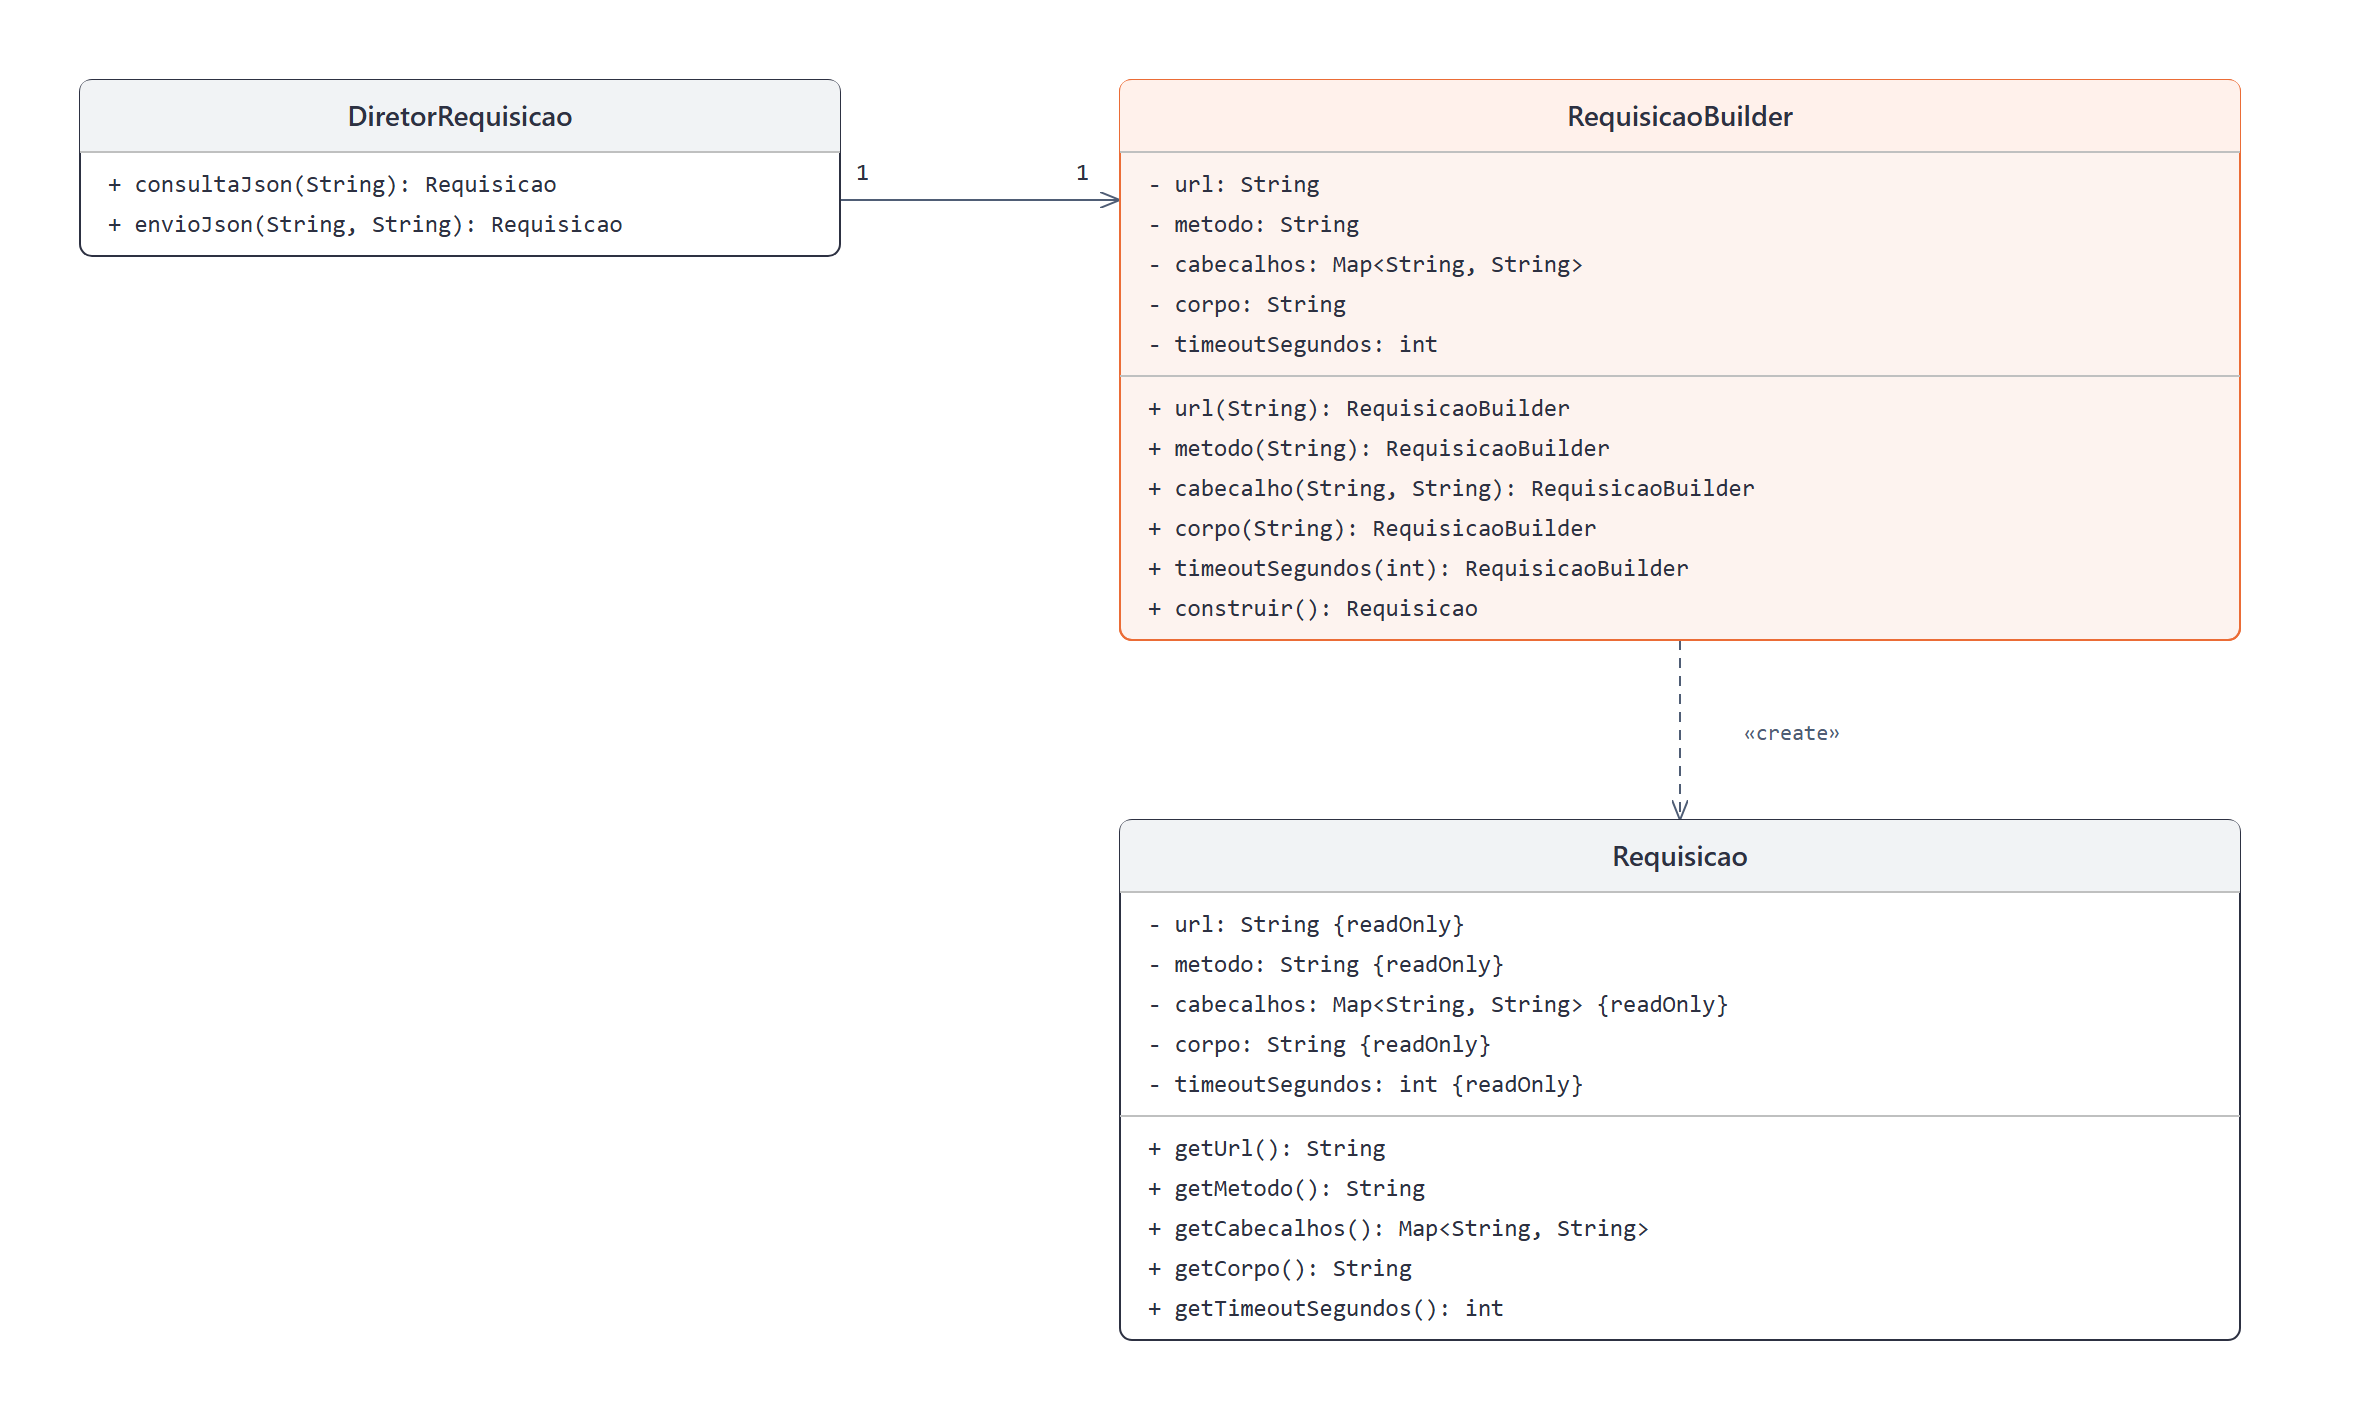 DiretorRequisicao
+ consultaJson(String): Requisicao
+ envioJson(String, String): Requisicao
1
1
RequisicaoBuilder
- url: String
- metodo: String
- cabecalhos: Map<String, String>
- corpo: String
- timeoutSegundos: int
+ url(String): RequisicaoBuilder
+ metodo(String): RequisicaoBuilder
+ cabecalho(String, String): RequisicaoBuilder
+ corpo(String): RequisicaoBuilder
+ timeoutSegundos(int): RequisicaoBuilder
+ construir(): Requisicao
«create»
Requisicao
- url: String {readOnly}
- metodo: String {readOnly}
- cabecalhos: Map<String, String> {readOnly}
- corpo: String {readOnly}
- timeoutSegundos: int {readOnly}
+ getUrl(): String
+ getMetodo(): String
+ getCabecalhos(): Map<String, String>
+ getCorpo(): String
+ getTimeoutSegundos(): int